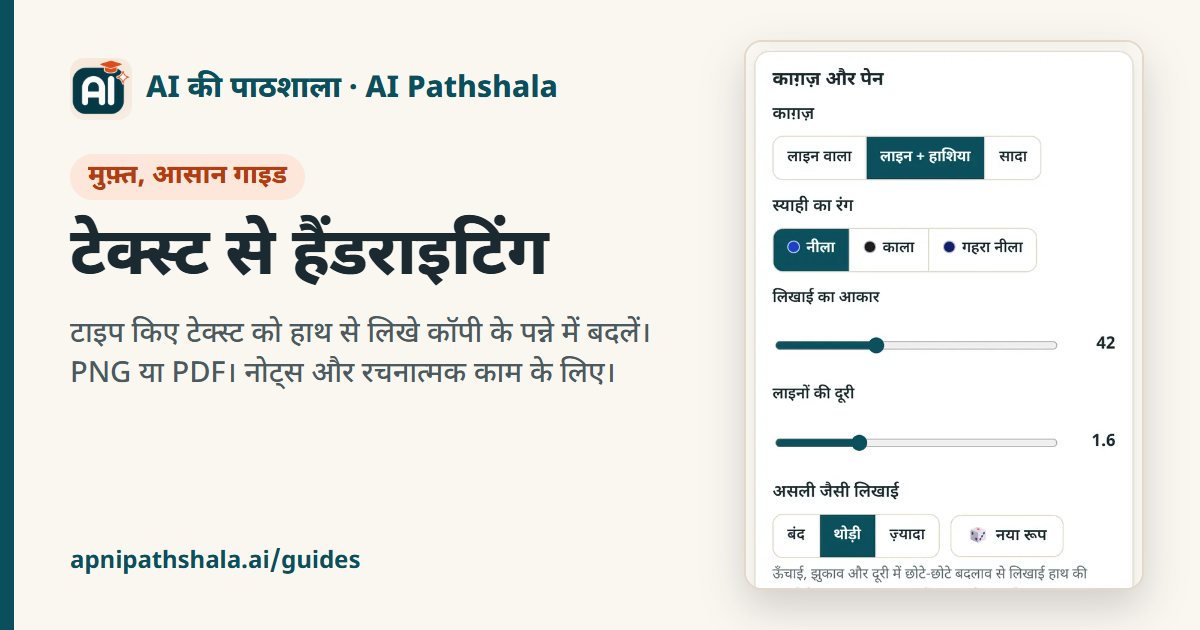 AI
AI की पाठशाला · AI Pathshala
मुफ़्त, आसान गाइड
टेक्स्ट से हैंडराइटिंग
टाइप किए टेक्स्ट को हाथ से लिखे कॉपी के पन्ने में बदलें।
PNG या PDF। नोट्स और रचनात्मक काम के लिए।
apnipathshala.ai/guides
काग़ज़ और पेन
काग़ज़
लाइन वाला लाइन + हाशिया सादा
स्याही का रंग
नीला काला गहरा नीला
लिखाई का आकार
42
लाइनों की दूरी
1.6
असली जैसी लिखाई
बंद थोड़ी ज़्यादा नया रूप
ऊँचाई, झुकाव और दूरी में छोटे-छोटे बदलाव से लिखाई हाथ की